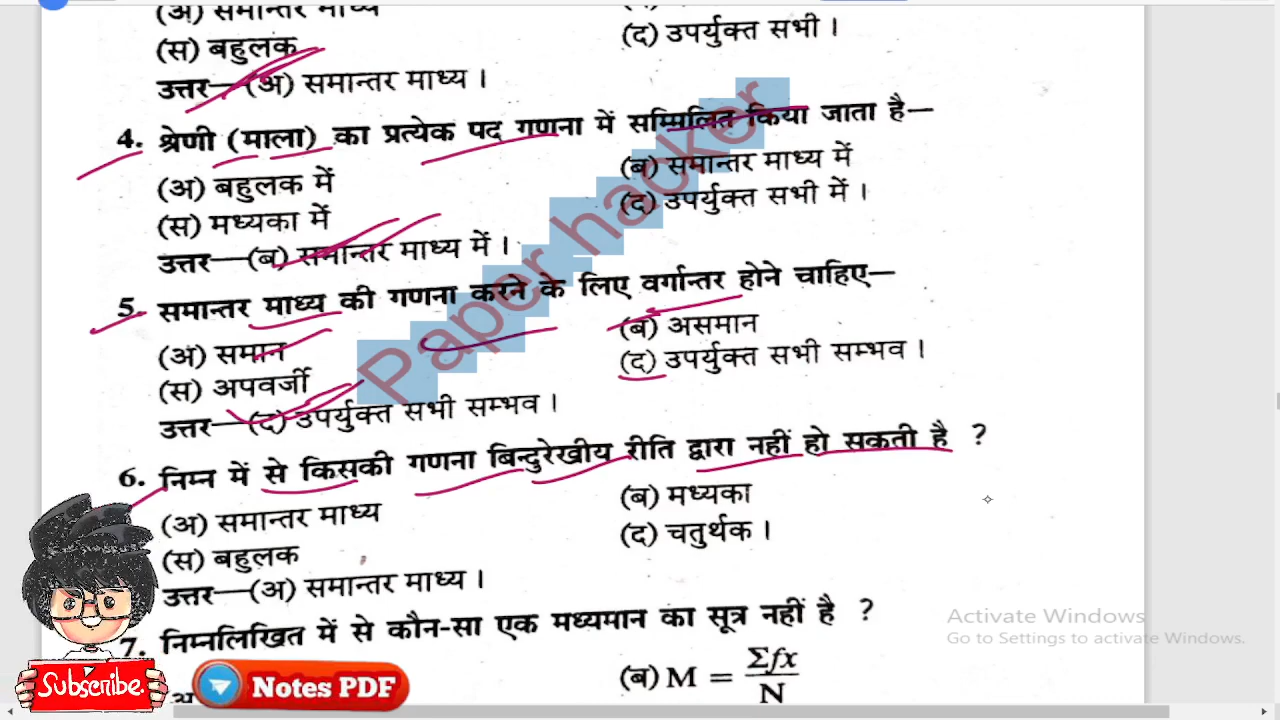 (अ) समान्तर माध्य
(स) बहुलक
(द) उपर्युक्त सभी।
उत्तर—(अ) समान्तर माध्य।
4. श्रेणी (माला) का प्रत्येक पद गणना में सम्मिलित किया जाता है—
(अ) बहुलक में
(ब) समान्तर माध्य में
(स) मध्यका में
(द) उपर्युक्त सभी में।
उत्तर—(ब) समान्तर माध्य में।
5. समान्तर माध्य की गणना करने के लिए वर्गान्तर होने चाहिए—
(अ) समान
(ब) असमान
(स) अपवर्जी
(द) उपर्युक्त सभी सम्भव।
उत्तर—(द) उपर्युक्त सभी सम्भव।
6. निम्न में से किसकी गणना बिन्दुरेखीय रीति द्वारा नहीं हो सकती है ?
(अ) समान्तर माध्य
(ब) मध्यका
(स) बहुलक
(द) चतुर्थक।
उत्तर—(अ) समान्तर माध्य।
7. निम्नलिखित में से कौन-सा एक मध्यमान का सूत्र नहीं है ?
(ब) M = Σfx / N
Paper hacker
Subscribe
Notes PDF
Activate Windows
Go to Settings to activate Windows.